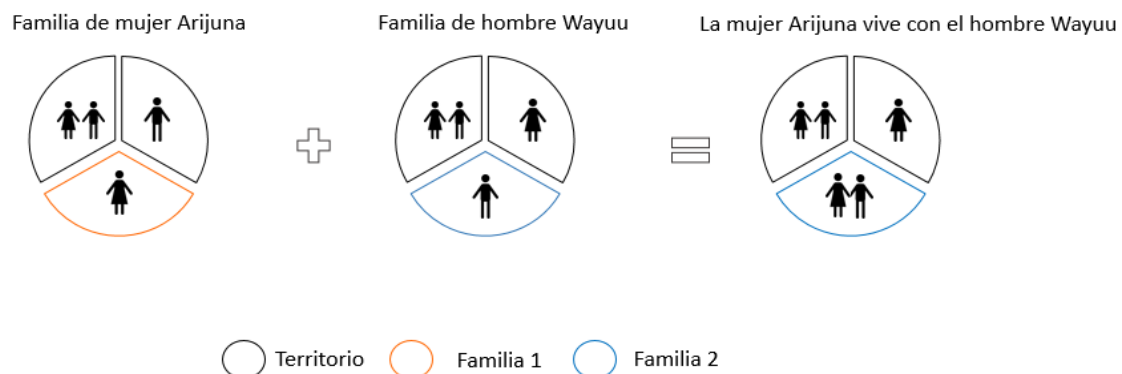 Familia de mujer Arijuna
Familia de hombre Wayuu
La mujer Arijuna vive con el hombre Wayuu
Territorio
Familia 1
Familia 2